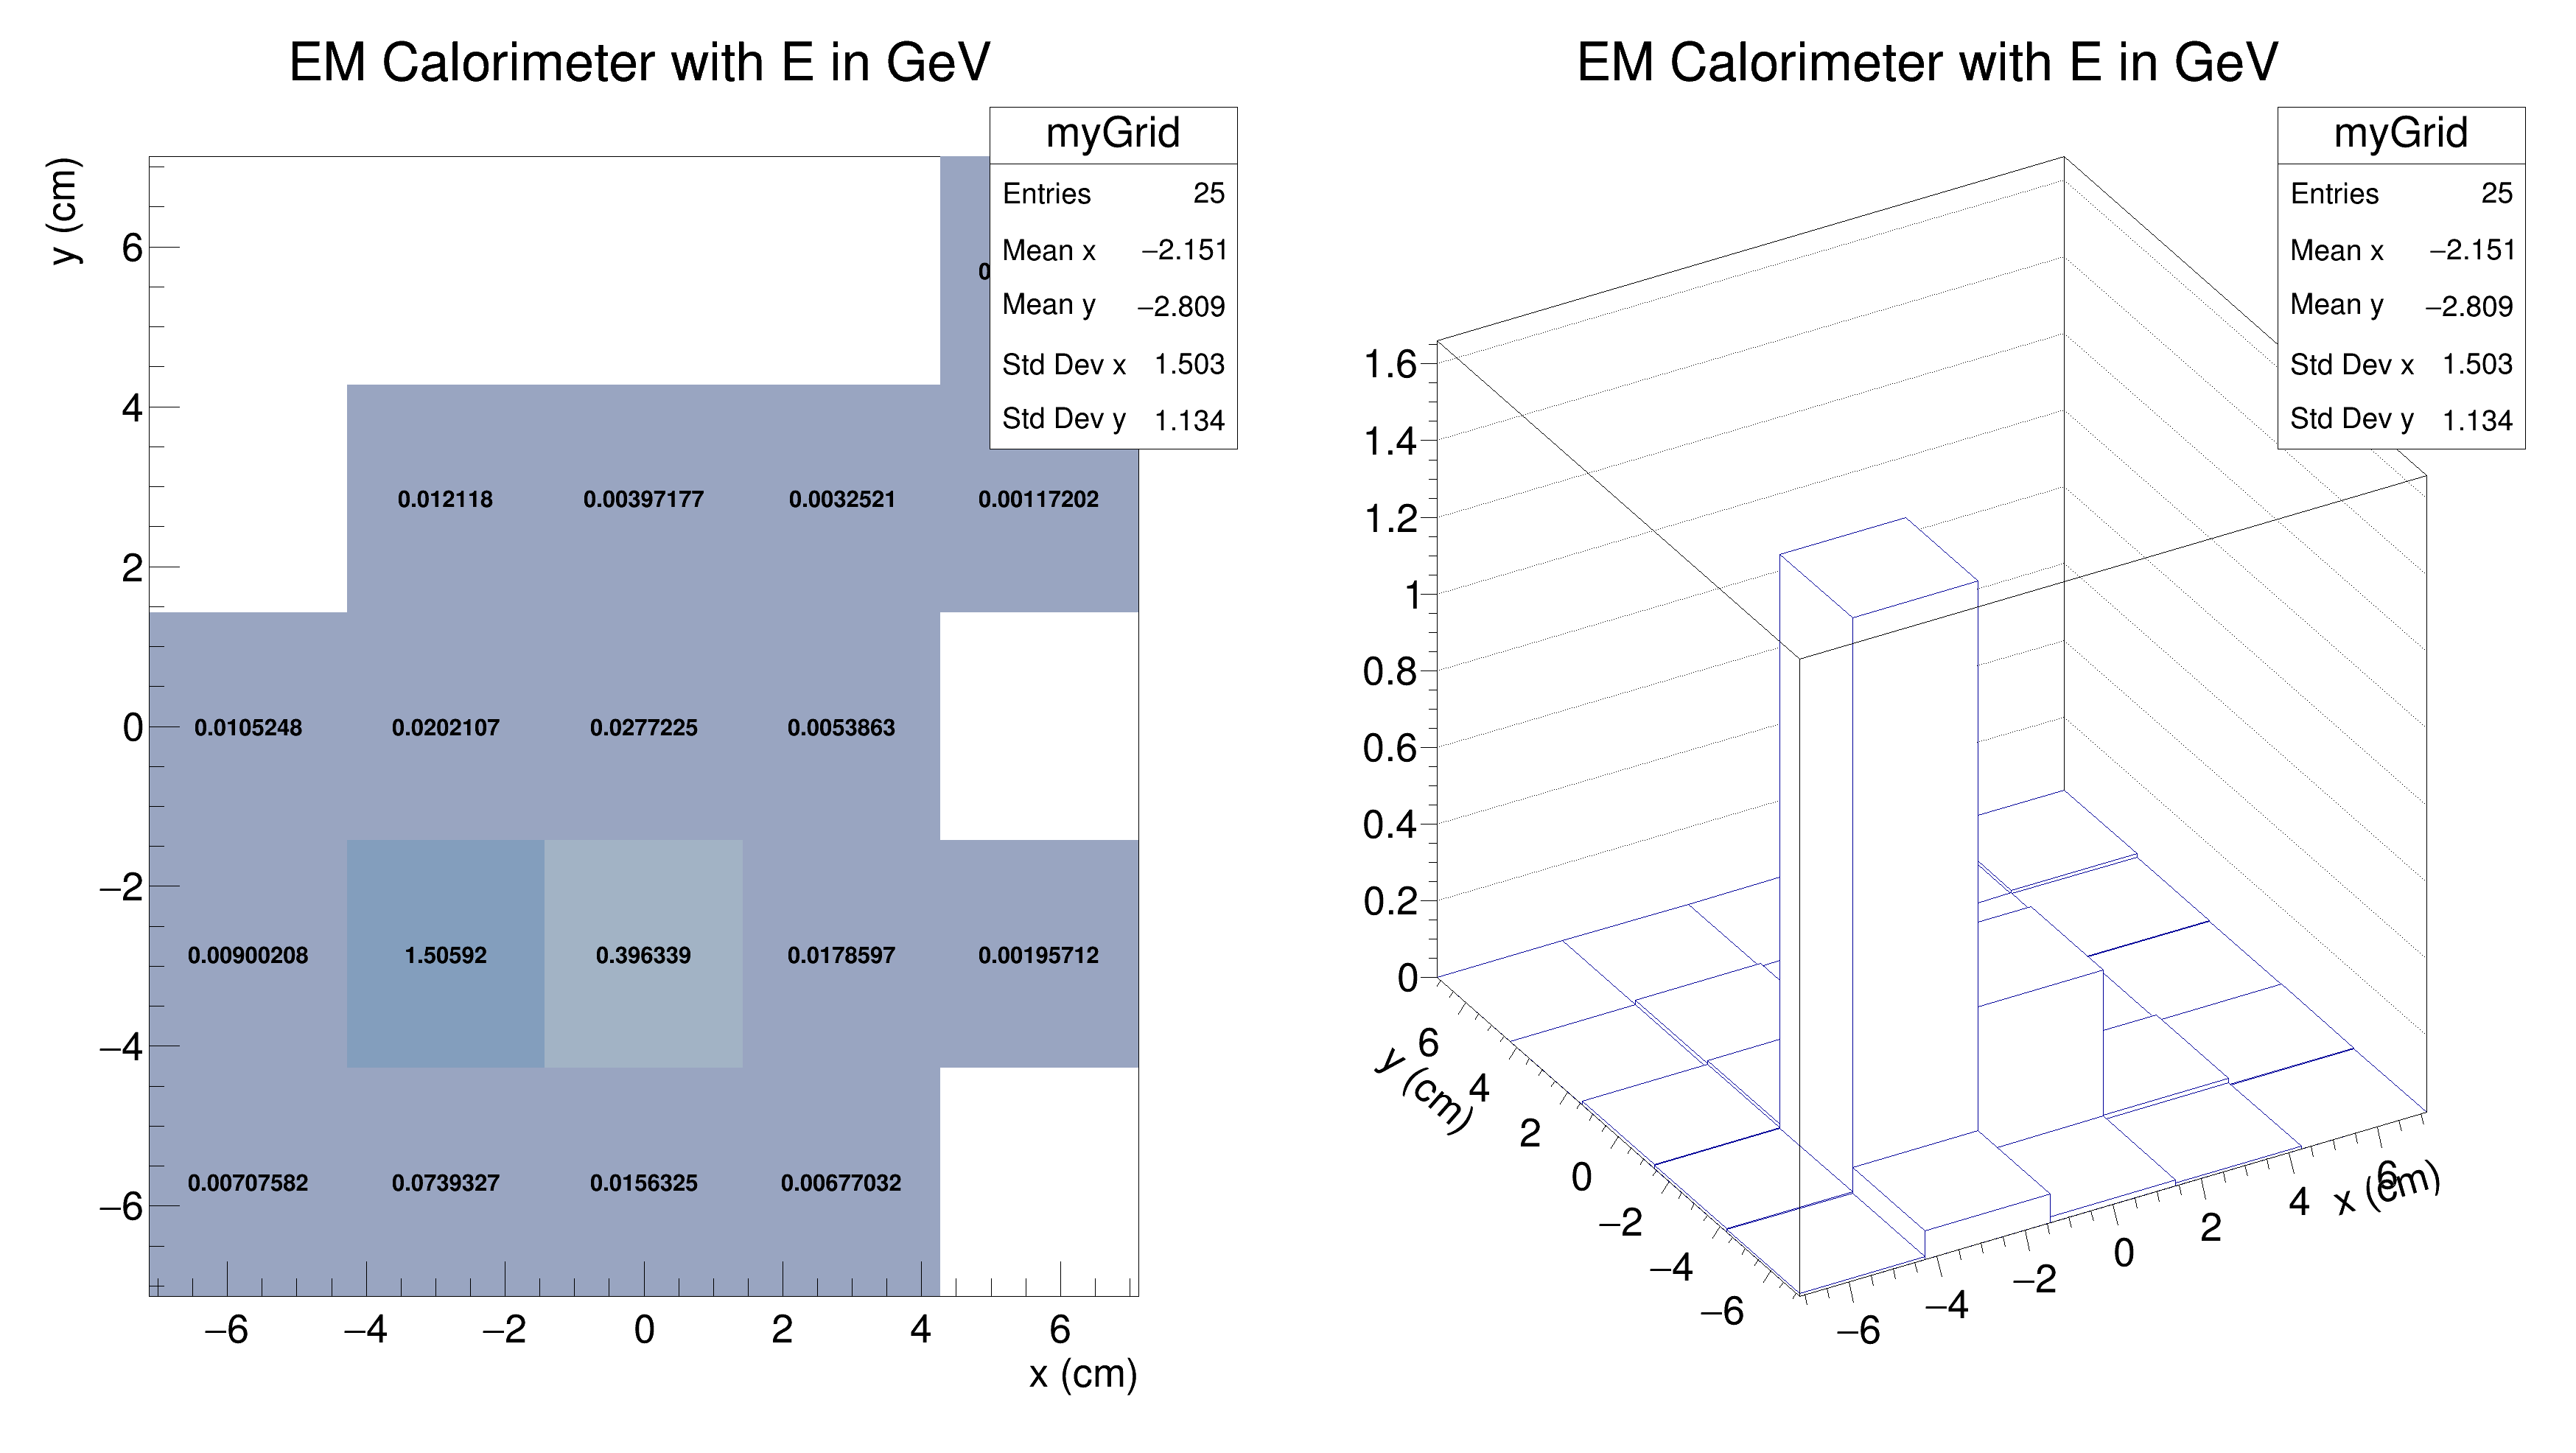 EM Calorimeter with E in GeV
myGrid
Entries 25
Mean x −2.151
Mean y −2.809
Std Dev x 1.503
Std Dev y 1.134
y (cm)
6
4
2
0
−2
−4
−6
0.012118 0.00397177 0.0032521 0.00117202
0.0105248 0.0202107 0.0277225 0.0053863
0.00900208 1.50592 0.396339 0.0178597 0.00195712
0.00707582 0.0739327 0.0156325 0.00677032
−6 −4 −2 0 2 4 6
x (cm)
EM Calorimeter with E in GeV
myGrid
Entries 25
Mean x −2.151
Mean y −2.809
Std Dev x 1.503
Std Dev y 1.134
1.6
1.4
1.2
1
0.8
0.6
0.4
0.2
0
y (cm)
6
4
2
0
−2
−4
−6
−6 −4 −2 0 2 4 6
x (cm)